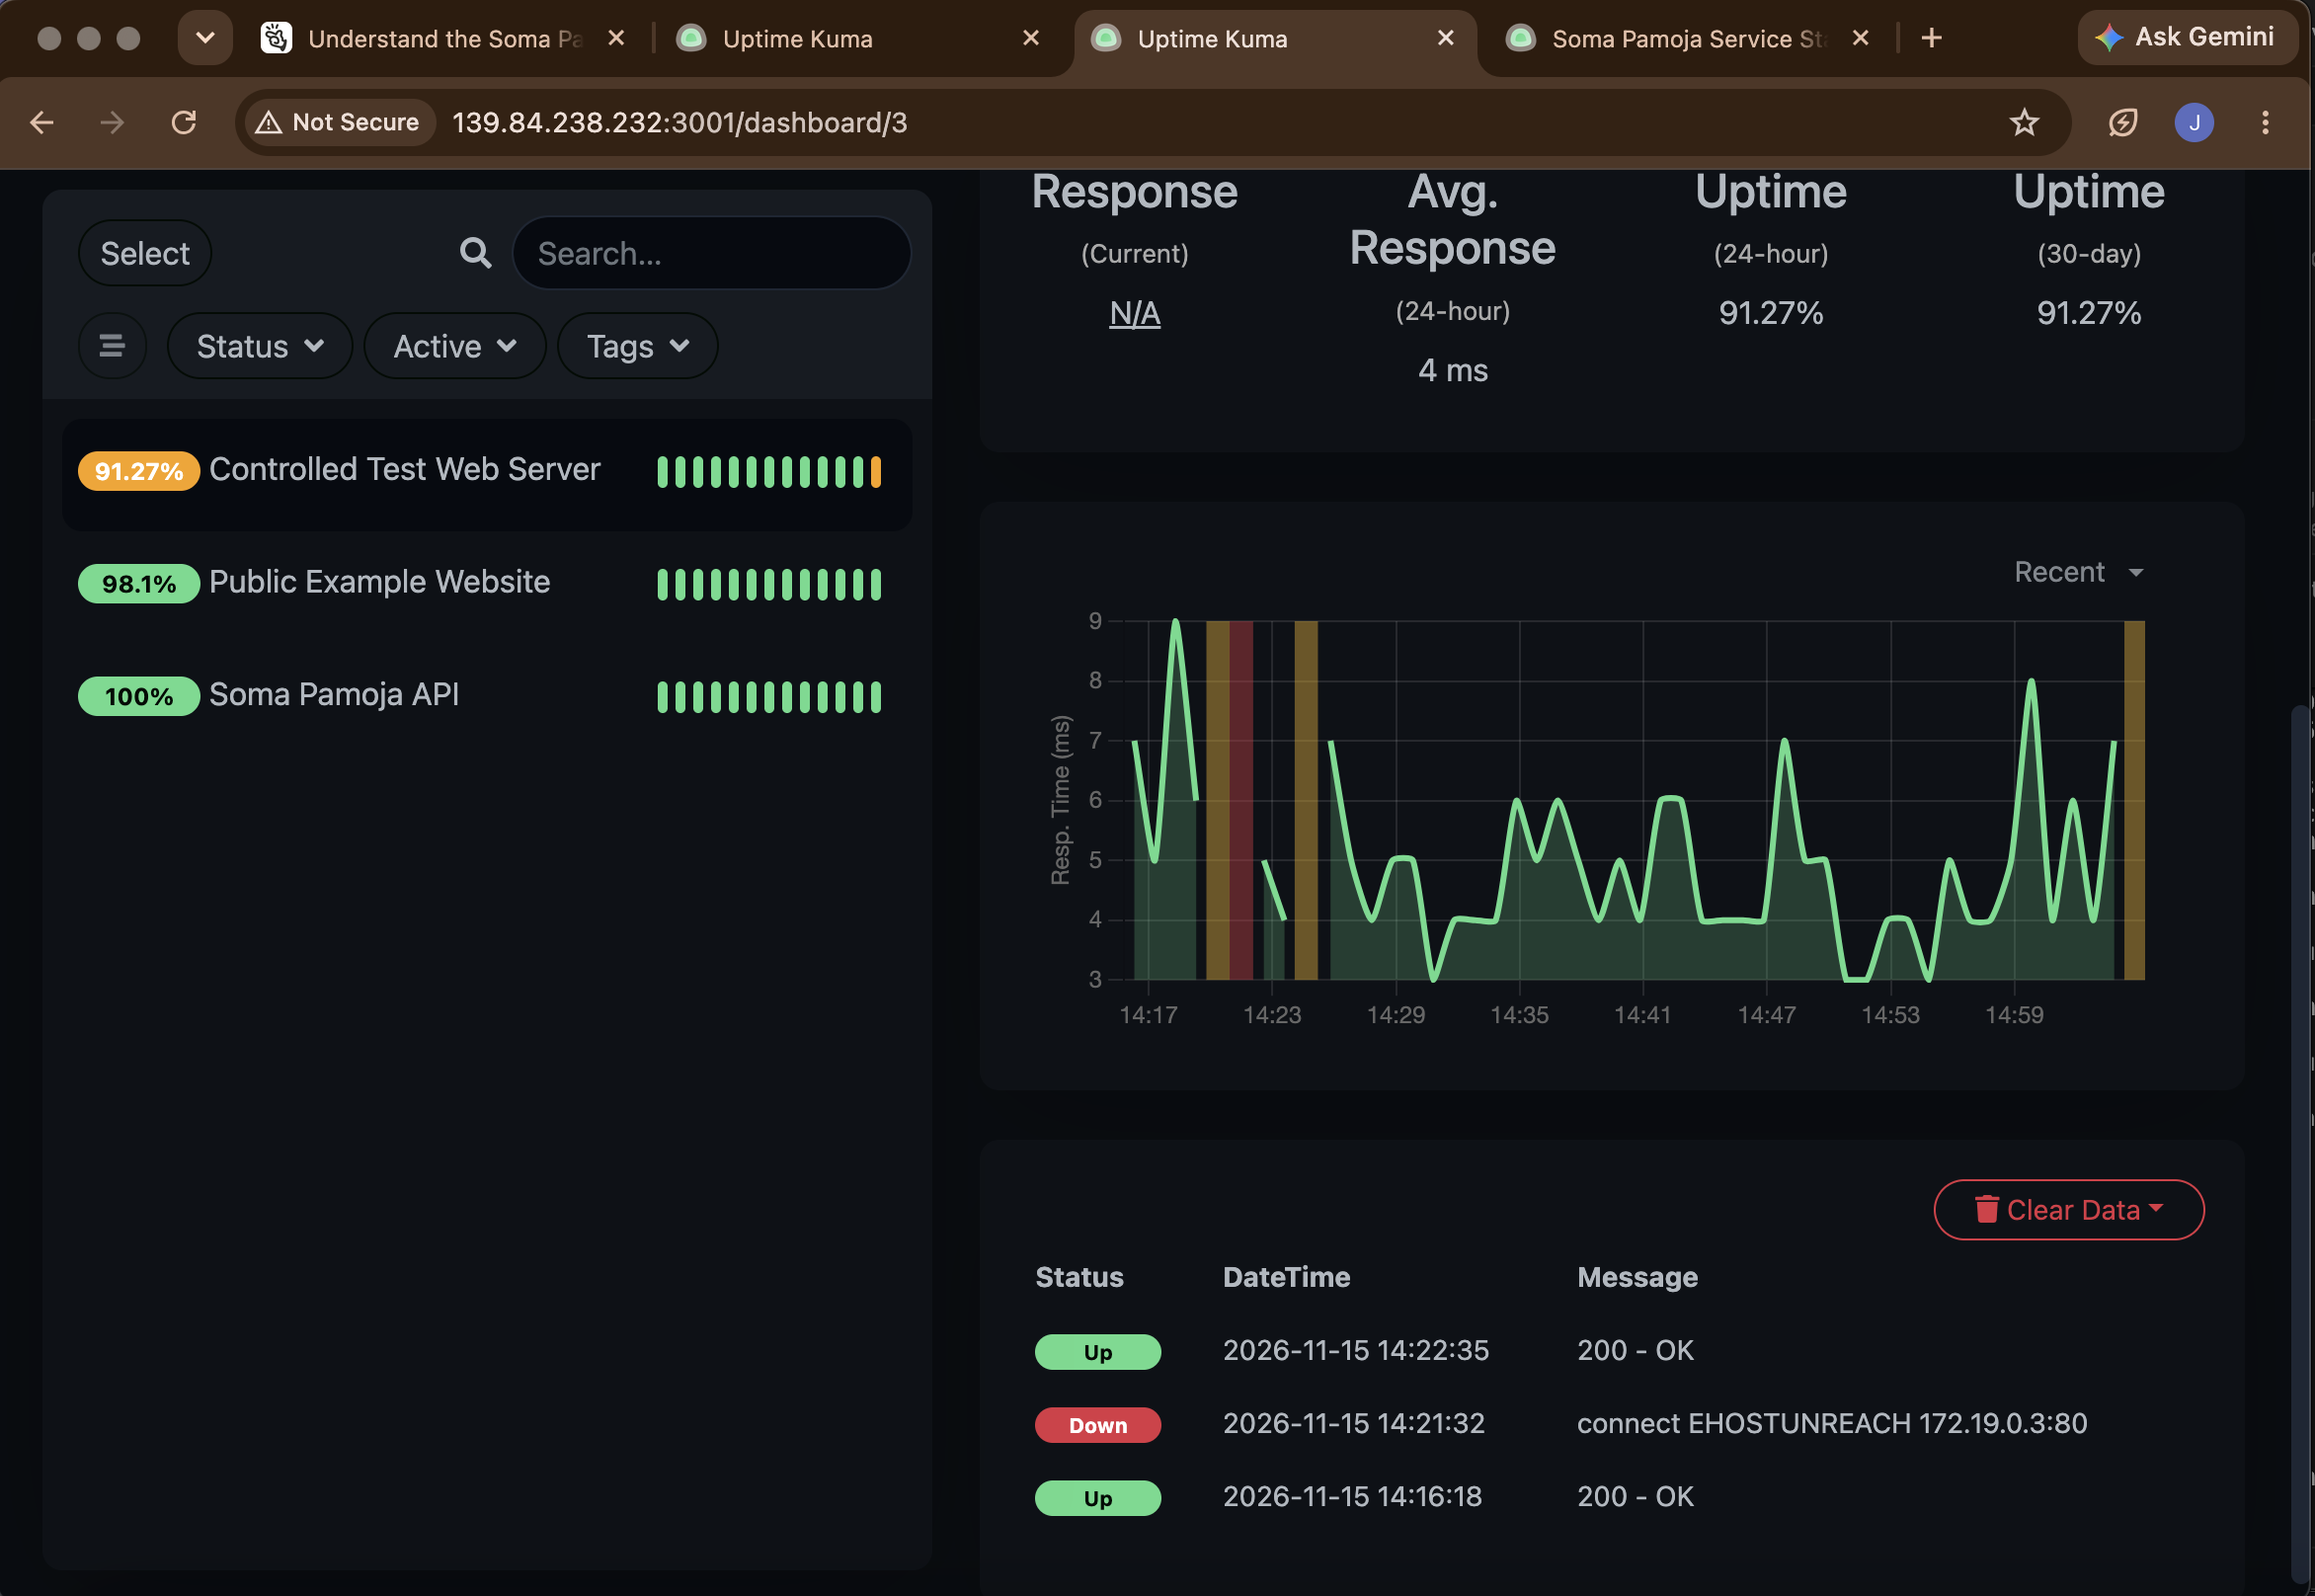 Understand the Soma Pa
Uptime Kuma
Uptime Kuma
Soma Pamoja Service Sta
Ask Gemini
Not Secure
139.84.238.232:3001/dashboard/3
J
Select
Search...
Status
Active
Tags
91.27% Controlled Test Web Server
98.1% Public Example Website
100% Soma Pamoja API
Response
(Current)
N/A
Avg.
Response
(24-hour)
4 ms
Uptime
(24-hour)
91.27%
Uptime
(30-day)
91.27%
Recent
Resp. Time (ms)
9
8
7
6
5
4
3
14:17 14:23 14:29 14:35 14:41 14:47 14:53 14:59
Clear Data
Status DateTime Message
Up 2026-11-15 14:22:35 200 - OK
Down 2026-11-15 14:21:32 connect EHOSTUNREACH 172.19.0.3:80
Up 2026-11-15 14:16:18 200 - OK